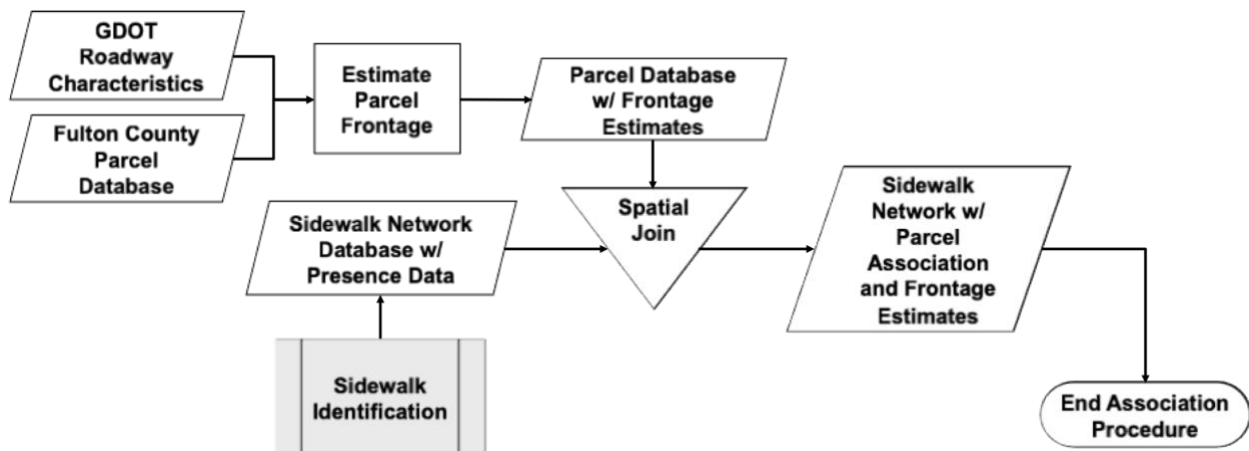 GDOT
Roadway
Characteristics
Fulton County
Parcel
Database
Estimate
Parcel
Frontage
Parcel Database
w/ Frontage
Estimates
Sidewalk Network
Database w/
Presence Data
Spatial
Join
Sidewalk
Network w/
Parcel
Association
and Frontage
Estimates
Sidewalk
Identification
End Association
Procedure